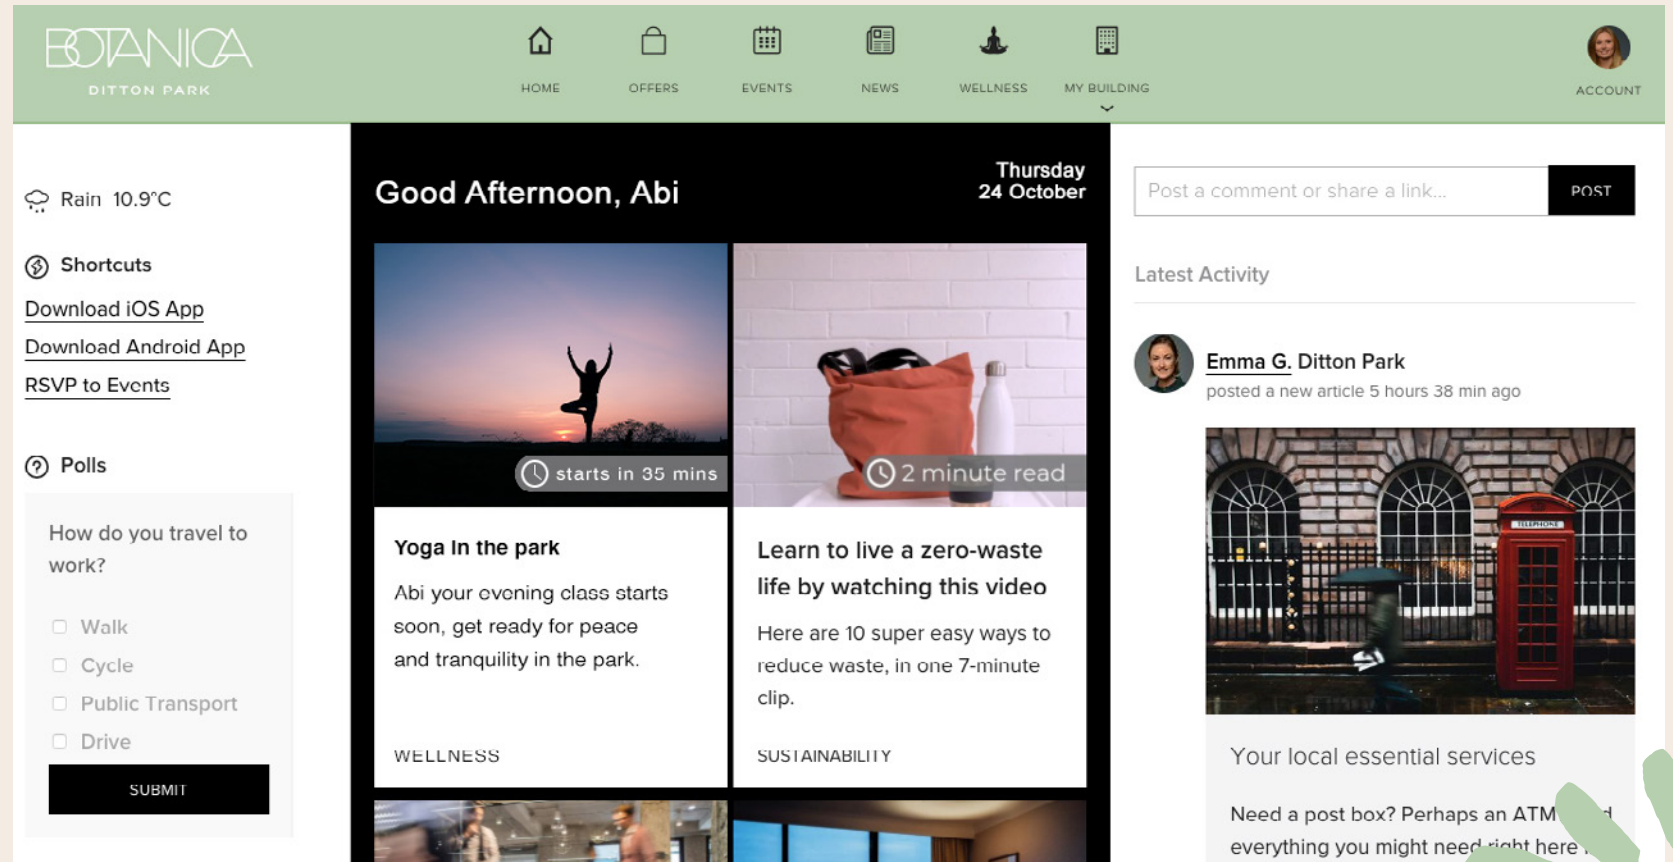 BOTANICA
DITTON PARK
HOME
OFFERS
EVENTS
NEWS
WELLNESS
MY BUILDING
ACCOUNT
Rain 10.9°C
Shortcuts
Download iOS App
Download Android App
RSVP to Events
Polls
How do you travel to
work?
Walk
Cycle
Public Transport
Drive
SUBMIT
Good Afternoon, Abi
Thursday
24 October
starts in 35 mins
Yoga in the park
Abi your evening class starts
soon, get ready for peace
and tranquility in the park.
WELLNESS
2 minute read
Learn to live a zero-waste
life by watching this video
Here are 10 super easy ways to
reduce waste, in one 7-minute
clip.
SUSTAINABILITY
Post a comment or share a link...
POST
Latest Activity
Emma G. Ditton Park
posted a new article 5 hours 38 min ago
TELEPHONE
Your local essential services
Need a post box? Perhaps an ATM
everything you might need right here